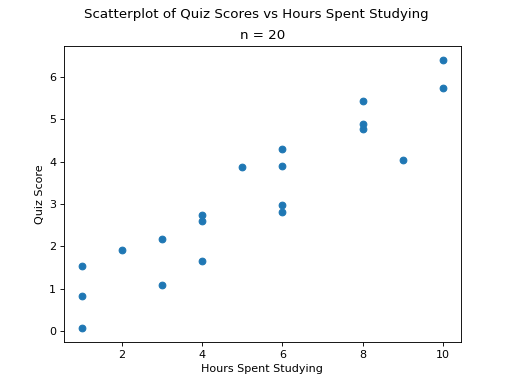 Scatterplot of Quiz Scores vs Hours Spent Studying
n = 20
6
5
4
3
2
1
0
Quiz Score
2 4 6 8 10
Hours Spent Studying